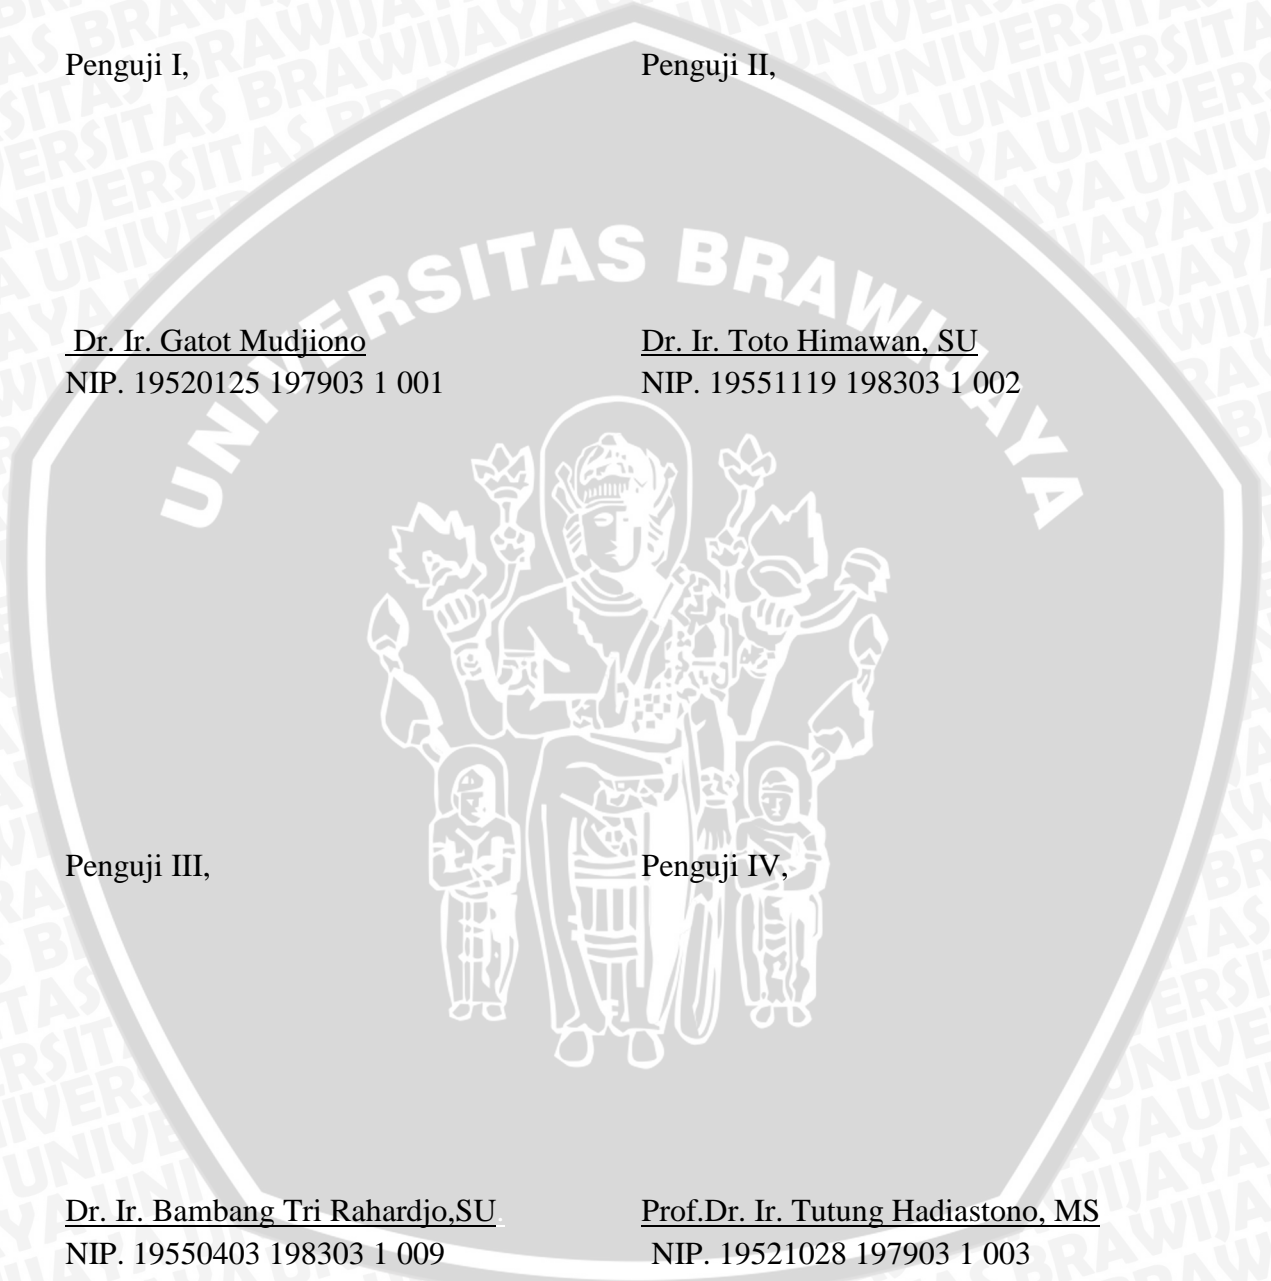 Penguji I,
Penguji II,
UNIVERSITAS BRAWIJAYA
Dr. Ir. Gatot Mudjiono
NIP. 19520125 197903 1 001
Dr. Ir. Toto Himawan, SU
NIP. 19551119 198303 1 002
Penguji III,
Penguji IV,
Dr. Ir. Bambang Tri Rahardjo,SU.
NIP. 19550403 198303 1 009
Prof.Dr. Ir. Tutung Hadiastono, MS
NIP. 19521028 197903 1 003